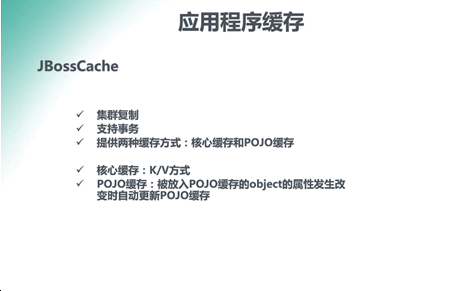 应用程序缓存
JBossCache
✓ 集群复制
✓ 支持事务
✓ 提供两种缓存方式：核心缓存和POJO缓存
✓ 核心缓存：K/V方式
✓ POJO缓存：被放入POJO缓存的object的属性发生改
变时自动更新POJO缓存